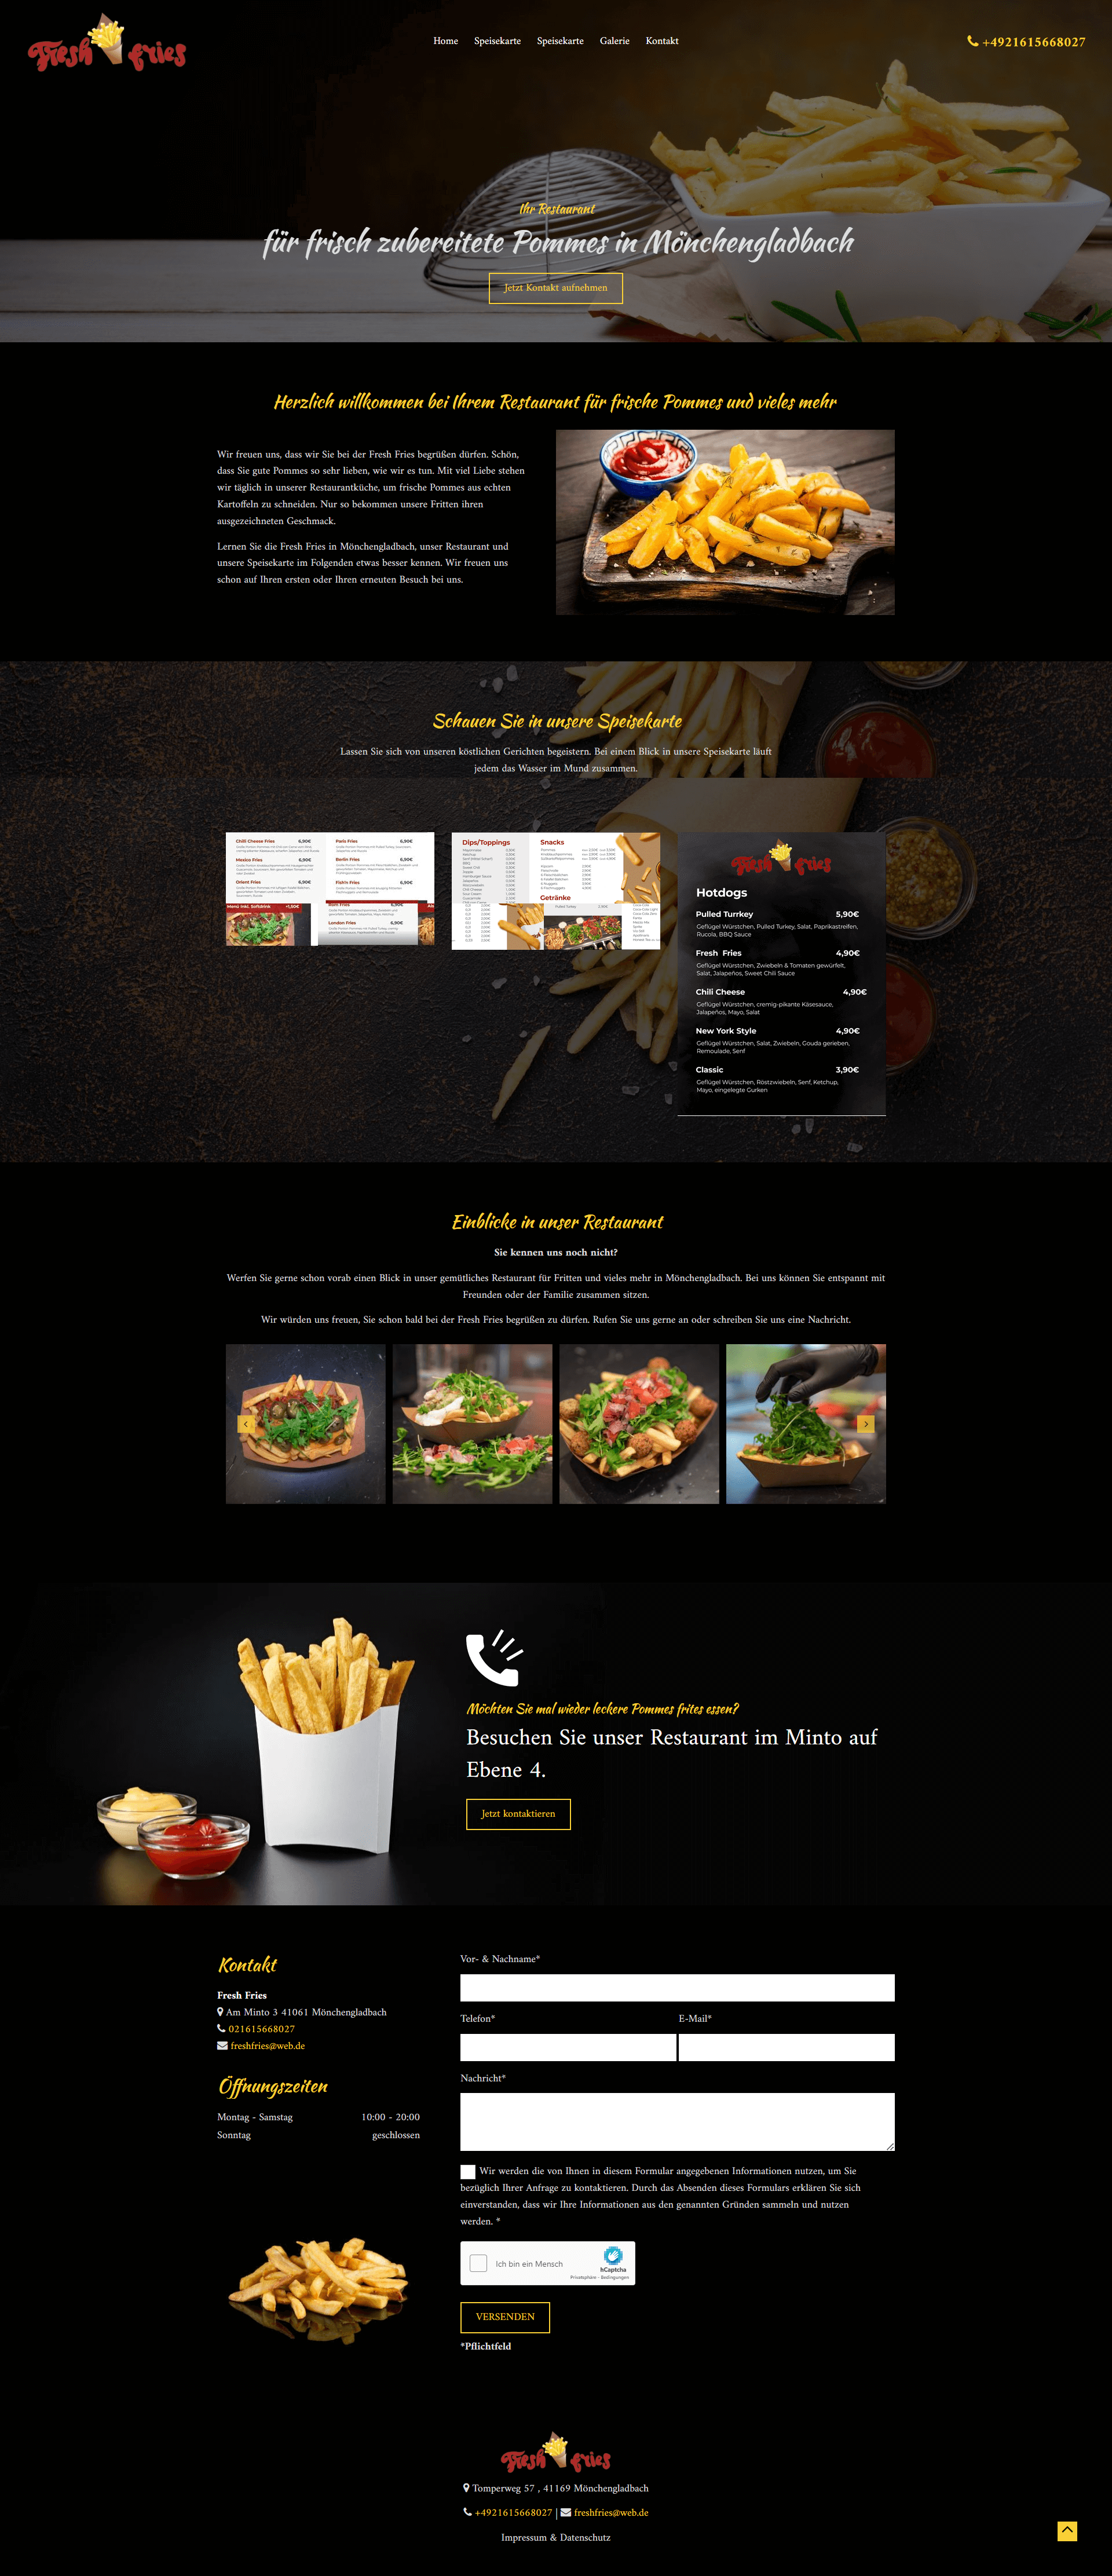 Fresh fries
Home Speisekarte Speisekarte Galerie Kontakt
+4921615668027
Ihr Restaurant
für frisch zubereitete Pommes in Mönchengladbach
Jetzt Kontakt aufnehmen
Herzlich willkommen bei Ihrem Restaurant für frische Pommes und vieles mehr
Wir freuen uns, dass wir Sie bei der Fresh Fries begrüßen dürfen. Schön,
dass Sie gute Pommes so sehr lieben, wie wir es tun. Mit viel Liebe stehen
wir täglich in unserer Restaurantküche, um frische Pommes aus echten
Kartoffeln zu schneiden. Nur so bekommen unsere Fritten ihren
ausgezeichneten Geschmack.
Lernen Sie die Fresh Fries in Mönchengladbach, unser Restaurant und
unsere Speisekarte im Folgenden etwas besser kennen. Wir freuen uns
schon auf Ihren ersten oder Ihren erneuten Besuch bei uns.
Schauen Sie in unsere Speisekarte
Lassen Sie sich von unseren köstlichen Gerichten begeistern. Bei einem Blick in unsere Speisekarte läuft
jedem das Wasser im Mund zusammen.
Chilli Cheese Fries 6,90€
Mexico Fries 6,90€
Orient Fries 6,90€
Menü inkl. Softdrink +1,50€
Paris Fries 6,90€
Berlin Fries 6,90€
Fish'n Fries 6,90€
London Fries 6,90€
Dips/Toppings
Snacks
Getränke
Fresh fries
Hotdogs
Pulled Turrkey 5,90€
Geflügel Würstchen, Pulled Turkey, Salat, Paprikastreifen,
Rucola, BBQ Sauce
Fresh Fries 4,90€
Geflügel Würstchen, Zwiebeln & Tomaten gewürfelt,
Salat, Jalapeños, Sweet Chili Sauce
Chili Cheese 4,90€
Geflügel Würstchen, cremig-pikante Käsesauce,
Jalapeños, Mayo, Salat
New York Style 4,90€
Geflügel Würstchen, Salat, Zwiebeln, Gouda gerieben,
Remoulade, Senf
Classic 3,90€
Geflügel Würstchen, Röstzwiebeln, Senf, Ketchup,
Mayo, eingelegte Gurken
Einblicke in unser Restaurant
Sie kennen uns noch nicht?
Werfen Sie gerne schon vorab einen Blick in unser gemütliches Restaurant für Fritten und vieles mehr in Mönchengladbach. Bei uns können Sie entspannt mit
Freunden oder der Familie zusammen sitzen.
Wir würden uns freuen, Sie schon bald bei der Fresh Fries begrüßen zu dürfen. Rufen Sie uns gerne an oder schreiben Sie uns eine Nachricht.
Möchten Sie mal wieder leckere Pommes frites essen?
Besuchen Sie unser Restaurant im Minto auf
Ebene 4.
Jetzt kontaktieren
Kontakt
Fresh Fries
Am Minto 3 41061 Mönchengladbach
021615668027
freshfries@web.de
Öffnungszeiten
Montag - Samstag 10:00 - 20:00
Sonntag geschlossen
Vor- & Nachname*
Telefon* E-Mail*
Nachricht*
Wir werden die von Ihnen in diesem Formular angegebenen Informationen nutzen, um Sie
bezüglich Ihrer Anfrage zu kontaktieren. Durch das Absenden dieses Formulars erklären Sie sich
einverstanden, dass wir Ihre Informationen aus den genannten Gründen sammeln und nutzen
werden. *
Ich bin ein Mensch
hCaptcha
Privatsphäre - Bedingungen
VERSENDEN
*Pflichtfeld
Fresh fries
Tomperweg 57 , 41169 Mönchengladbach
+4921615668027 | freshfries@web.de
Impressum & Datenschutz